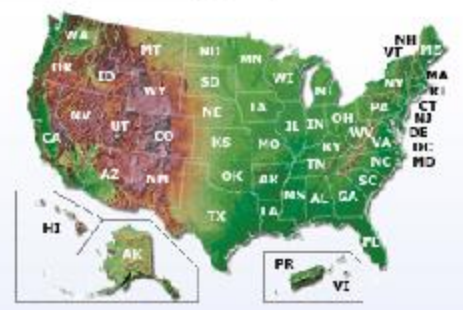 WA MT ND MN NH
VT ME
OR ID SD WI NY MA
WY MI RI
NV NE IA PA CT
CA UT CO IL IN OH NJ
KS MO WV VA DE
KY DC
AZ NM OK TN NC MD
AR SC
TX MS AL GA
LA
HI FL
AK PR
VI